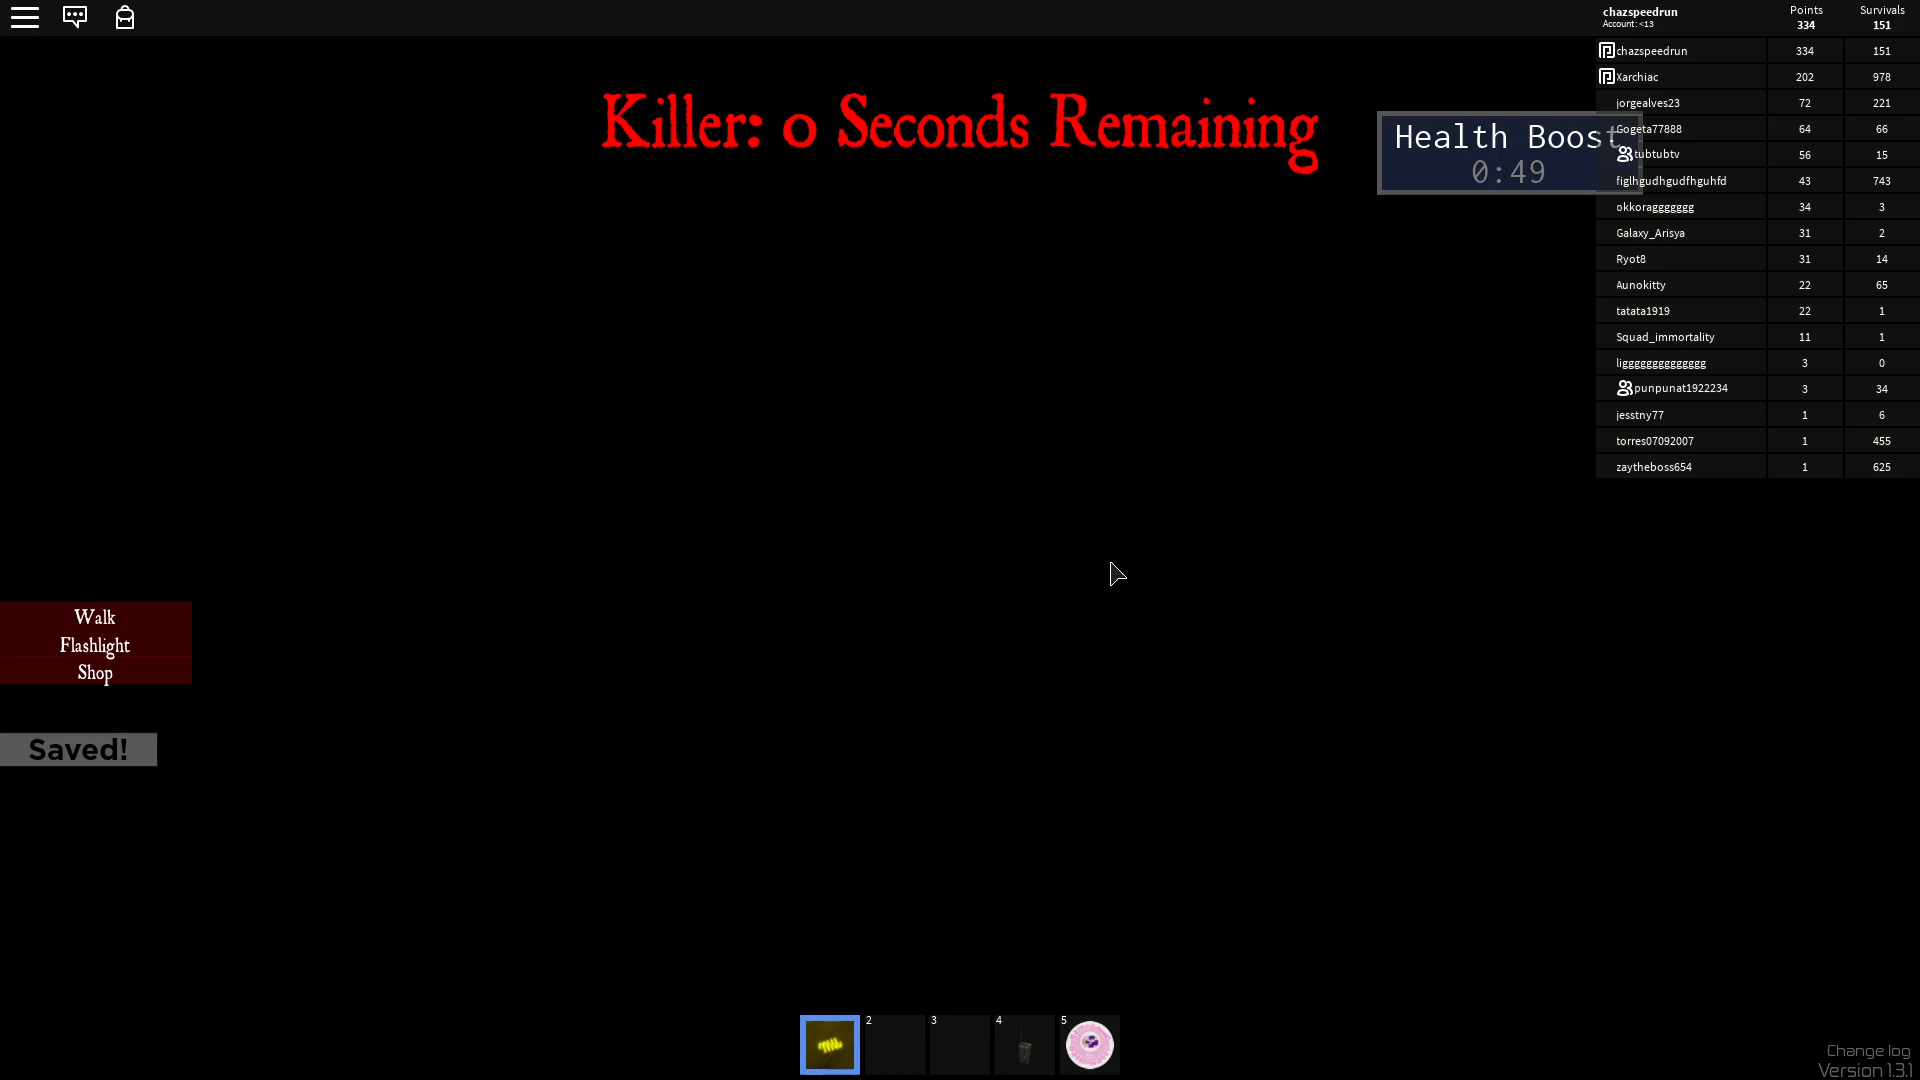 chazspeedrun
Account: <13
Points
334
Survivals
151
chazspeedrun 334 151
Xarchiac 202 978
jorgealves23 72 221
Gogeta77888 64 66
tubtubtv 56 15
figlhgudhgudfhguhfd 43 743
okkoraggggggg 34 3
Galaxy_Arisya 31 2
Ryot8 31 14
Aunokitty 22 65
tatata1919 22 1
Squad_immortality 11 1
3 0
punpunat1922234 3 34
jesstny77 1 6
torres07092007 1 455
zaytheboss654 1 625
Killer: 0 Seconds Remaining
Health Boost
0:49
Walk
Flashlight
Shop
Saved!
2 3 4 5
Change log
Version 1.3.1